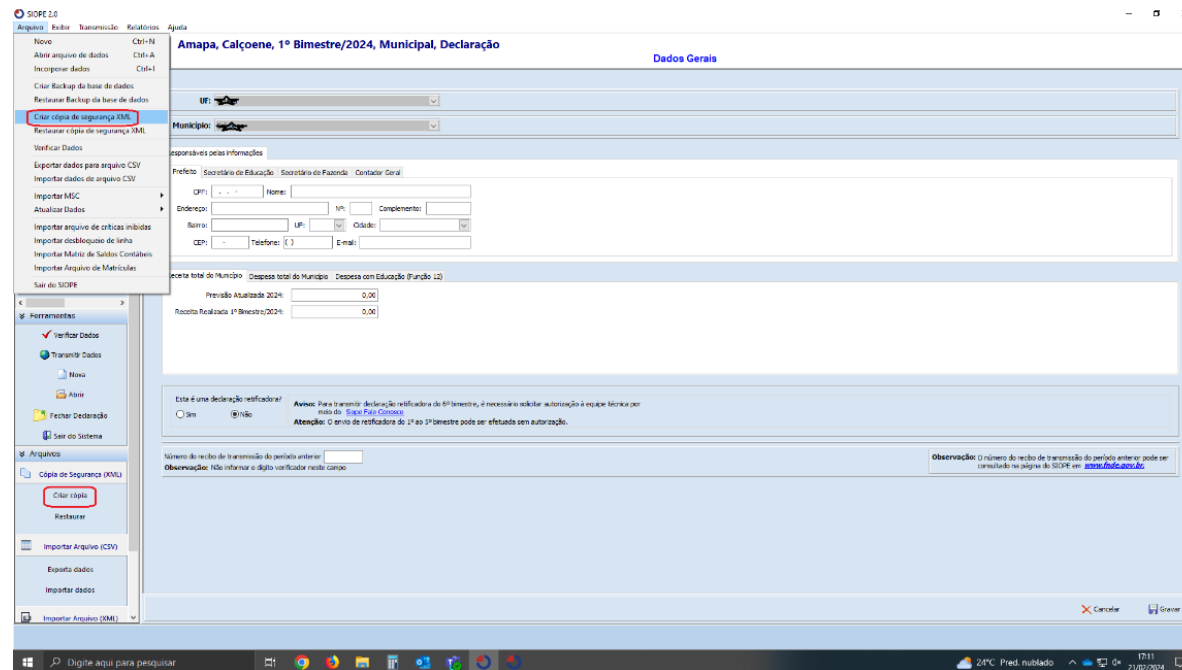 SIOPE 2.0
Arquivo Exibir Transmissão Relatórios Ajuda
Novo Ctrl+N
Abrir arquivo de dados Ctrl+A
Incorporar dados Ctrl+I
Criar Backup da base de dados
Restaurar Backup da base de dados
Criar cópia de segurança XML
Restaurar cópia de segurança XML
Verificar Dados
Exportar dados para arquivo CSV
Importar dados de arquivo CSV
Importar MSC
Atualizar Dados
Importar arquivo de críticas inibidas
Importar desbloqueio de linha
Importar Matriz de Saldos Contábeis
Importar Arquivo de Matrículas
Sair do SIOPE
Ferramentas
Verificar Dados
Transmitir Dados
Nova
Abrir
Fechar Declaração
Sair do Sistema
Arquivos
Cópia de Segurança (XML)
Criar cópia
Restaurar
Importar Arquivo (CSV)
Exporta dados
Importar dados
Importar Arquivo (XML)
Amapa, Calçoene, 1º Bimestre/2024, Municipal, Declaração
Dados Gerais
UF:
Município:
esponsáveis pelas informações
Prefeito Secretário de Educação Secretário de Fazenda Contador Geral
CPF: . . - Nome:
Endereço: Nº: Complemento:
Bairro: UF: Cidade:
CEP: - Telefone: ( ) E-mail:
eceita total do Município Despesa total do Município Despesa com Educação (Função 12)
Previsão Atualizada 2024: 0,00
Receita Realizada 1º Bimestre/2024: 0,00
Esta é uma declaração retificadora?
Sim Não
Aviso: Para transmitir declaração retificadora do 6º bimestre, é necessário solicitar autorização à equipe técnica por
meio do Siope Fale Conosco
Atenção: O envio de retificadora do 1º ao 5º bimestre pode ser efetuada sem autorização.
Número do recibo de transmissão do período anterior
Observação: Não informar o dígito verificador neste campo
Observação: O número do recibo de transmissão do período anterior pode ser
consultado na página do SIOPE em www.fnde.gov.br.
Cancelar Gravar
Digite aqui para pesquisar
24°C Pred. nublado
17:11
21/02/2024